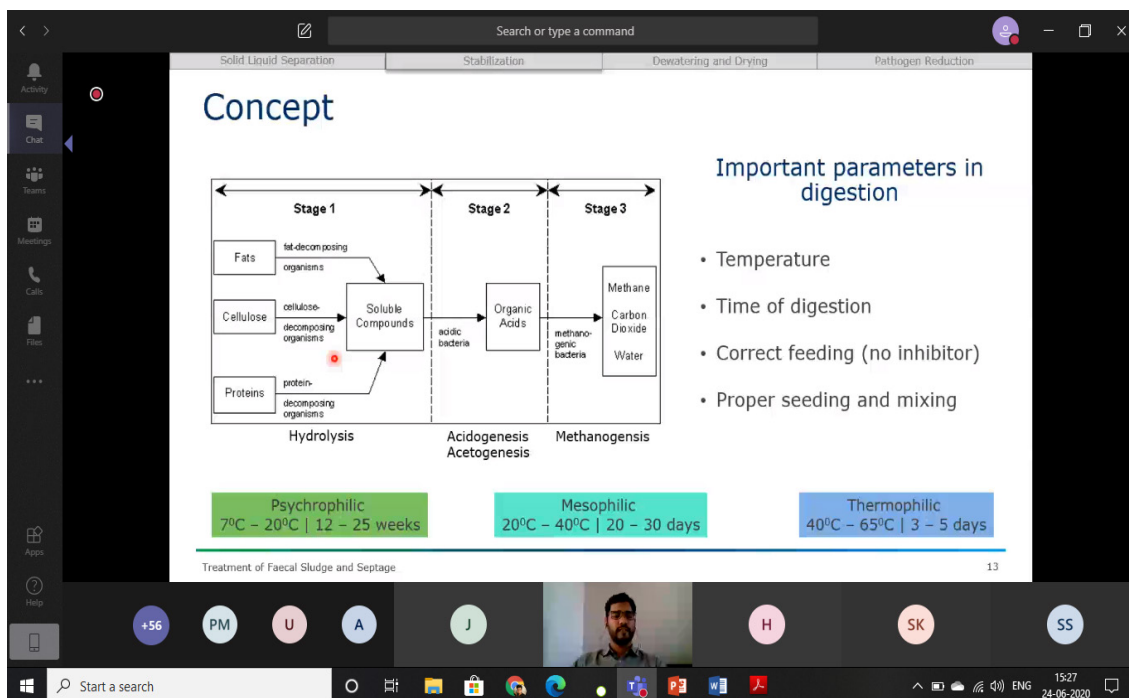 Search or type a command
Activity
Chat
Teams
Meetings
Calls
Files
Apps
Help
Solid Liquid Separation
Stabilization
Dewatering and Drying
Pathogen Reduction
Concept
Stage 1
Stage 2
Stage 3
Fats
fat-decomposing
organisms
Cellulose
cellulose-
decomposing
organisms
Proteins
protein-
decomposing
organisms
Soluble
Compounds
acidic
bacteria
Organic
Acids
methano-
genic
bacteria
Methane
Carbon
Dioxide
Water
Hydrolysis
Acidogenesis
Acetogenesis
Methanogensis
Important parameters in
digestion
• Temperature
• Time of digestion
• Correct feeding (no inhibitor)
• Proper seeding and mixing
Psychrophilic
7⁰C – 20⁰C | 12 – 25 weeks
Mesophilic
20⁰C – 40⁰C | 20 – 30 days
Thermophilic
40⁰C – 65⁰C | 3 – 5 days
Treatment of Faecal Sludge and Septage
13
+56
PM
U
A
J
H
SK
SS
Start a search
ENG
15:27
24-06-2020